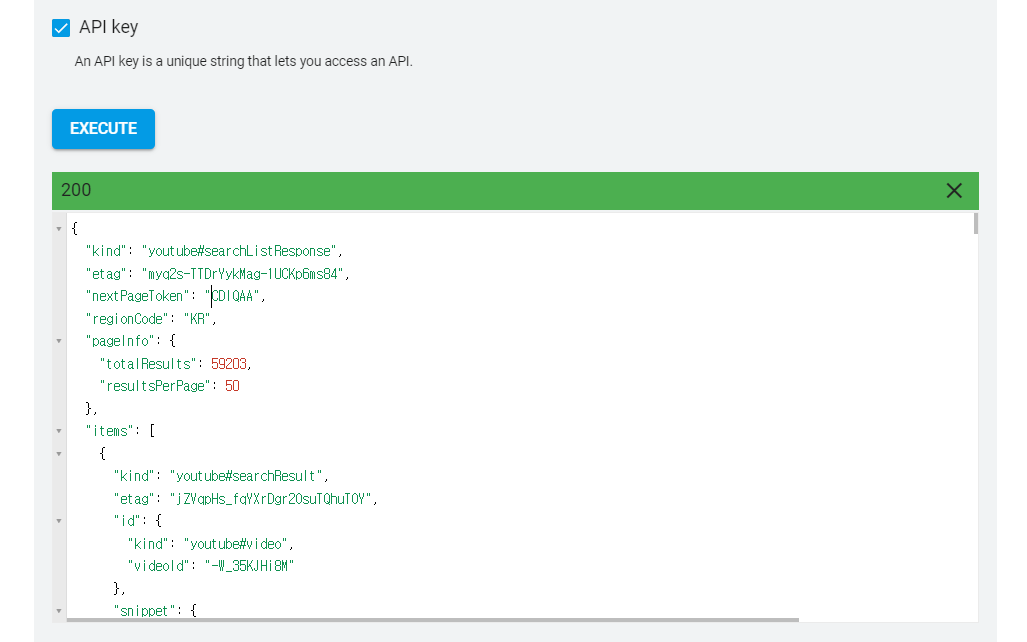 API key
An API key is a unique string that lets you access an API.
EXECUTE
200
{
"kind": "youtube#searchListResponse",
"etag": "myq2s-TTDrYykMag-1UCKp6ms84",
"nextPageToken": "CDIQAA",
"regionCode": "KR",
"pageInfo": {
"totalResults": 59203,
"resultsPerPage": 50
},
"items": [
{
"kind": "youtube#searchResult",
"etag": "jZVqpHs_fqYXrDgr2OsuTQhuT0Y",
"id": {
"kind": "youtube#video",
"videoId": "-W_35KJHi8M"
},
"snippet": {